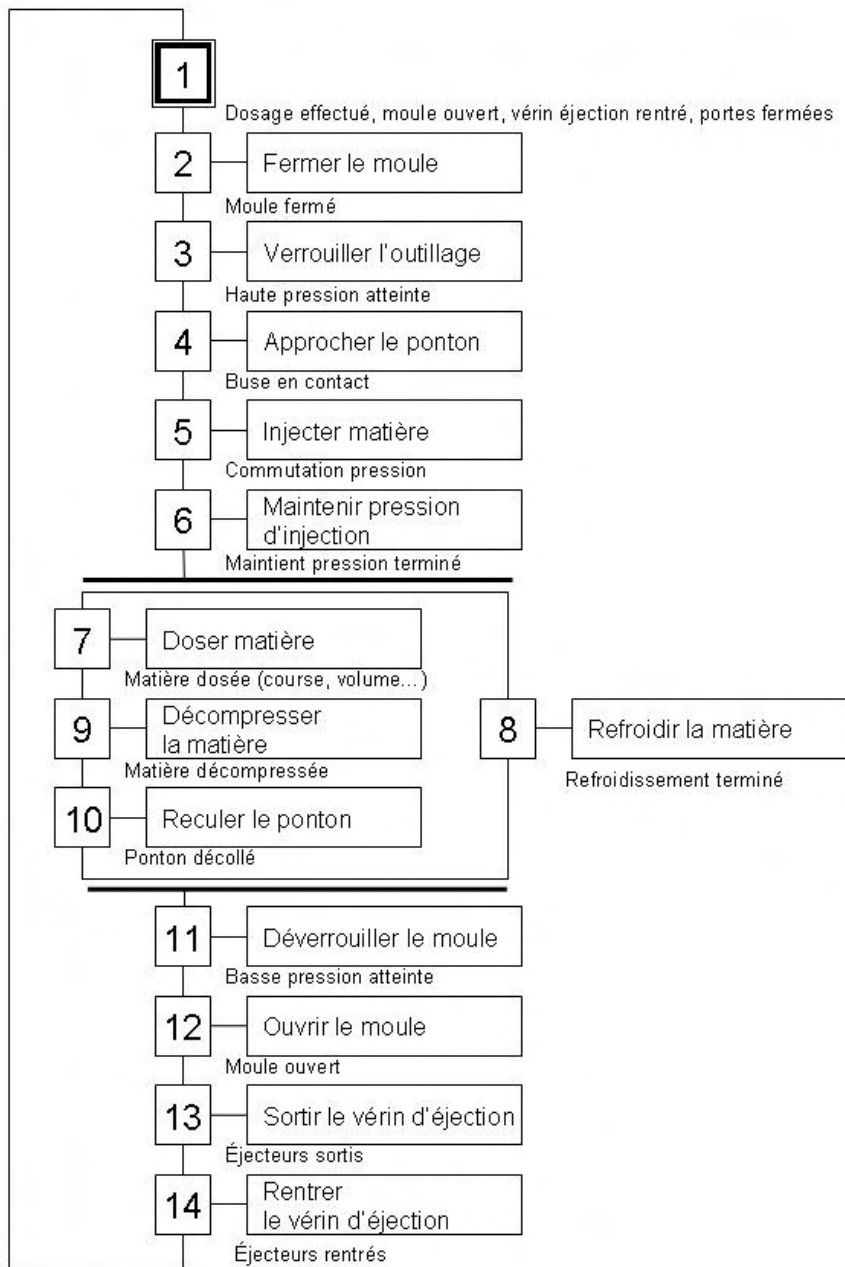 1
Dosage effectué, moule ouvert, vérin éjection rentré, portes fermées
2
Fermer le moule
Moule fermé
3
Verrouiller l'outillage
Haute pression atteinte
4
Approcher le ponton
Buse en contact
5
Injecter matière
Commutation pression
6
Maintenir pression
d'injection
Maintient pression terminé
7
Doser matière
Matière dosée (course, volume...)
9
Décompresser
la matière
Matière décompressée
10
Reculer le ponton
Ponton décollé
8
Refroidir la matière
Refroidissement terminé
11
Déverrouiller le moule
Basse pression atteinte
12
Ouvrir le moule
Moule ouvert
13
Sortir le vérin d'éjection
Éjecteurs sortis
14
Rentrer
le vérin d'éjection
Éjecteurs rentrés